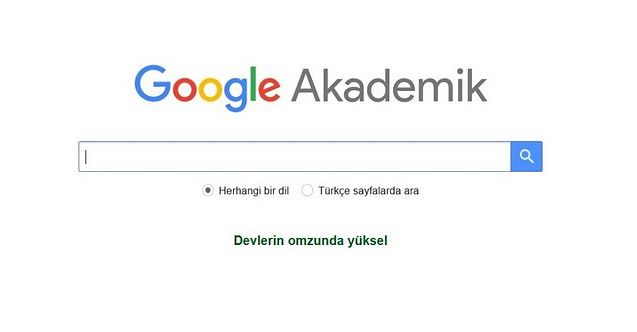 Google Akademik
Herhangi bir dil Türkçe sayfalarda ara
Devlerin omzunda yüksel